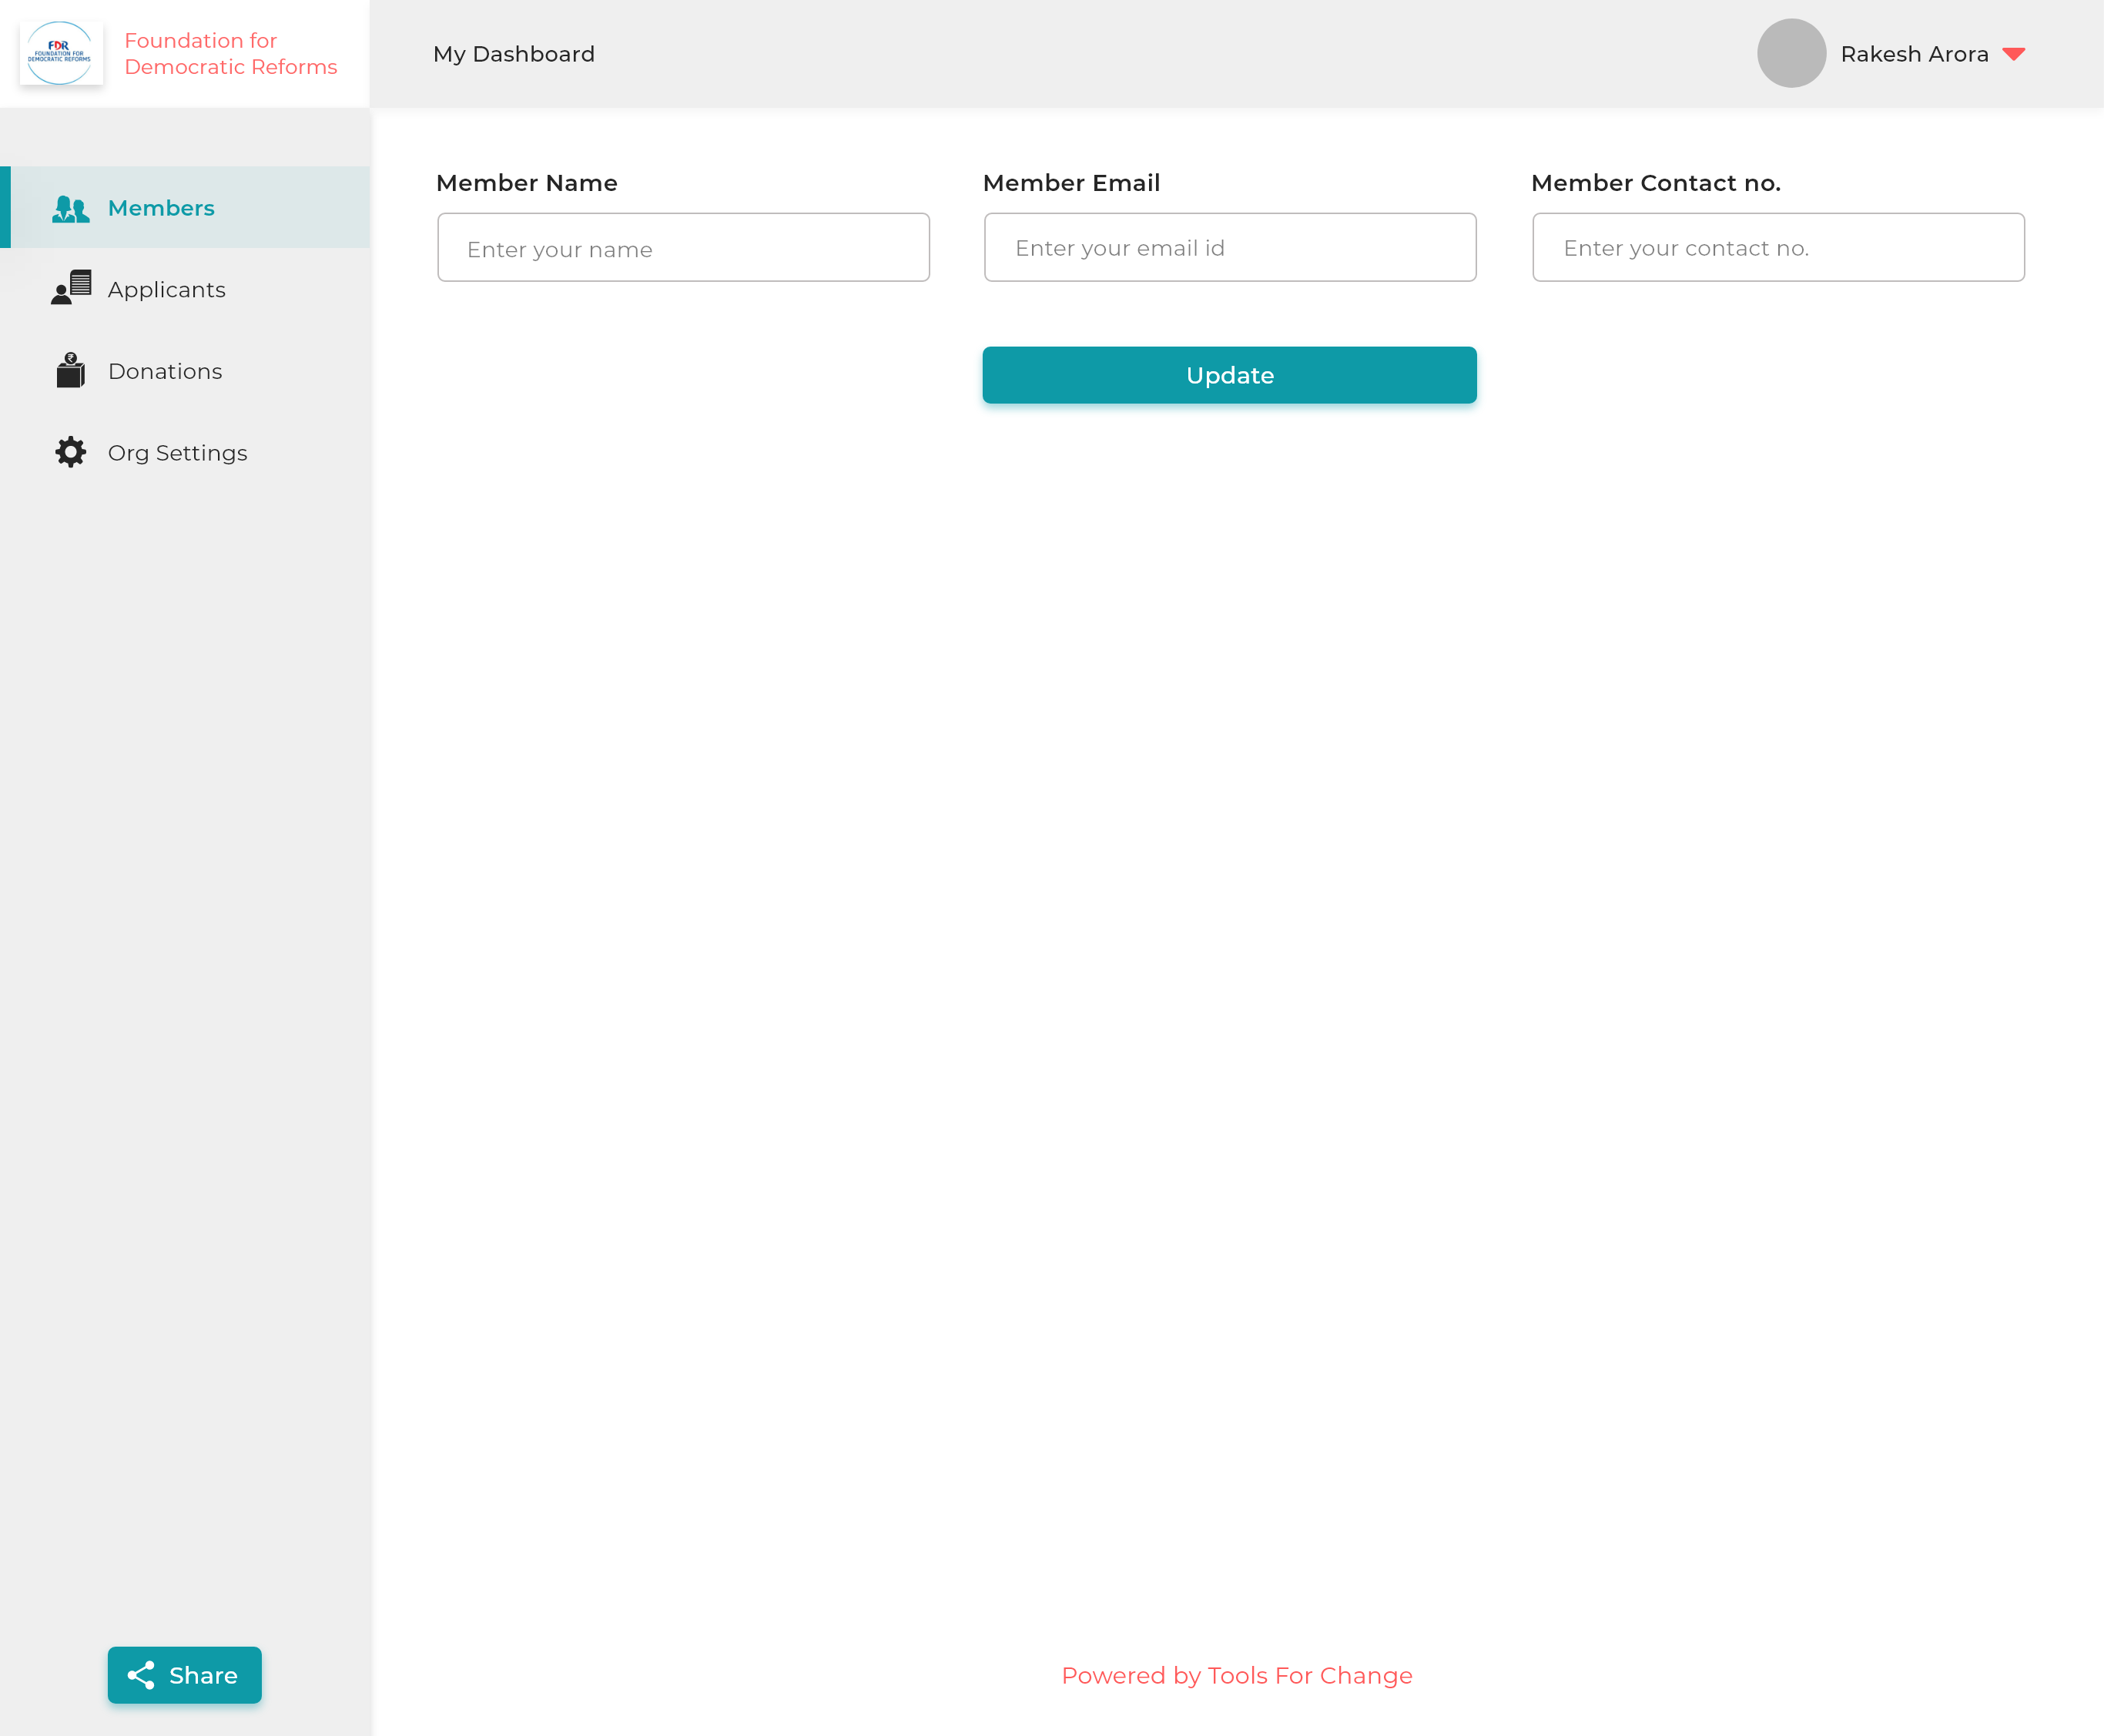 FDR
FOUNDATION FOR
DEMOCRATIC REFORMS
Foundation for
Democratic Reforms
My Dashboard
Rakesh Arora
Members
Applicants
Donations
Org Settings
Member Name
Member Email
Member Contact no.
Enter your name
Enter your email id
Enter your contact no.
Update
Share
Powered by Tools For Change